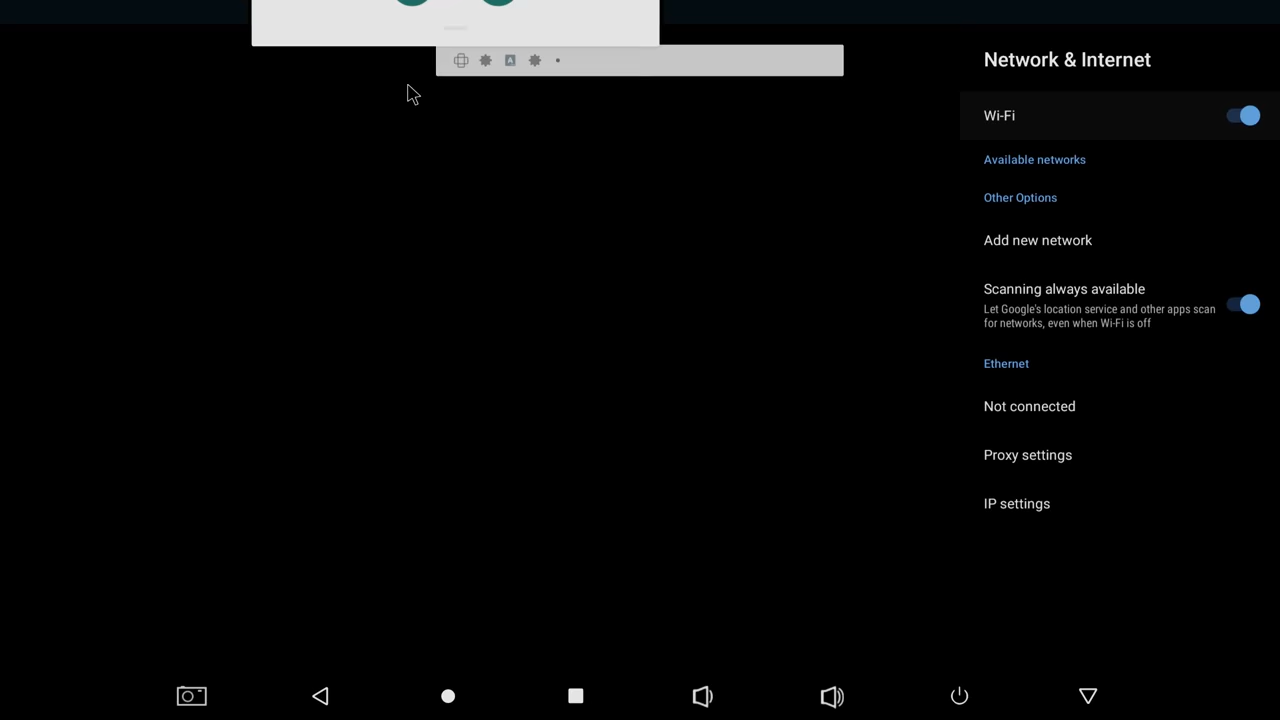 Network & Internet
Wi-Fi
Available networks
Other Options
Add new network
Scanning always available
Let Google's location service and other apps scan
for networks, even when Wi-Fi is off
Ethernet
Not connected
Proxy settings
IP settings